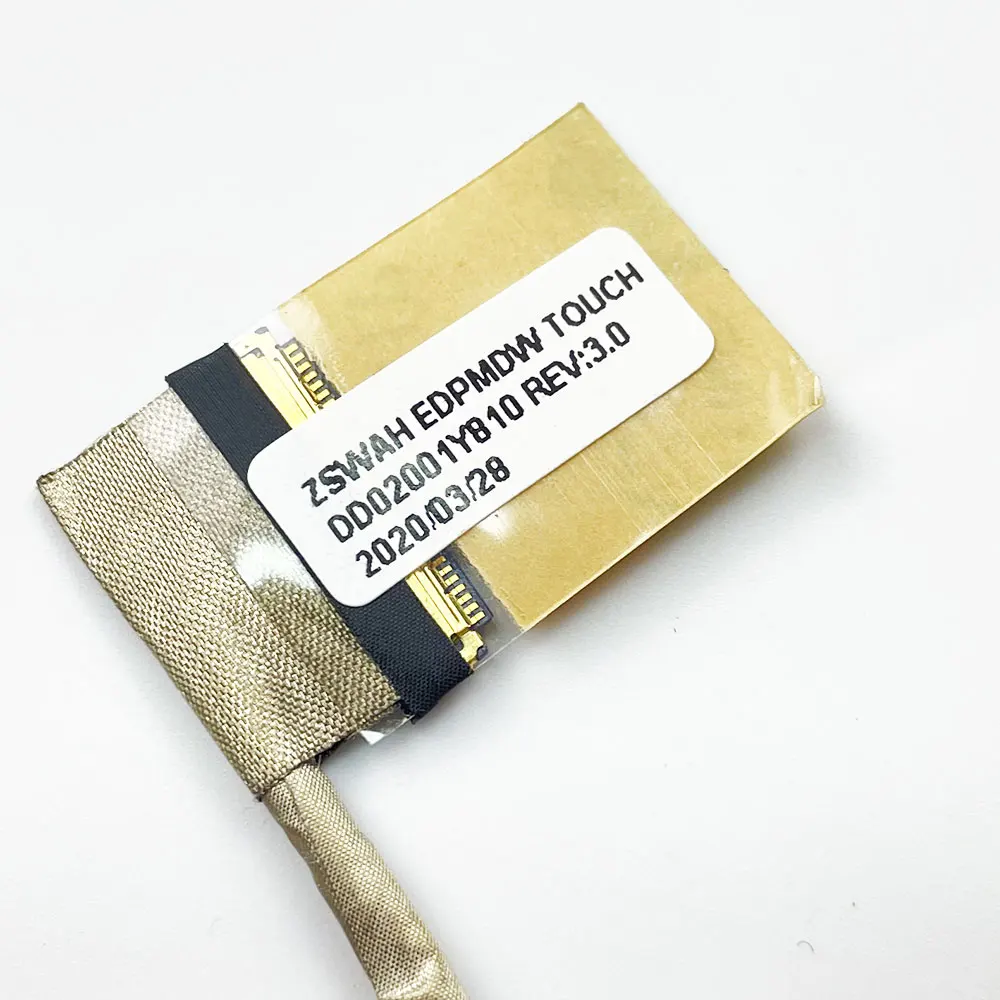 ZSWAH EDPMDW TOUCH
DD02001Y810 REV:3.0
2020/03/28